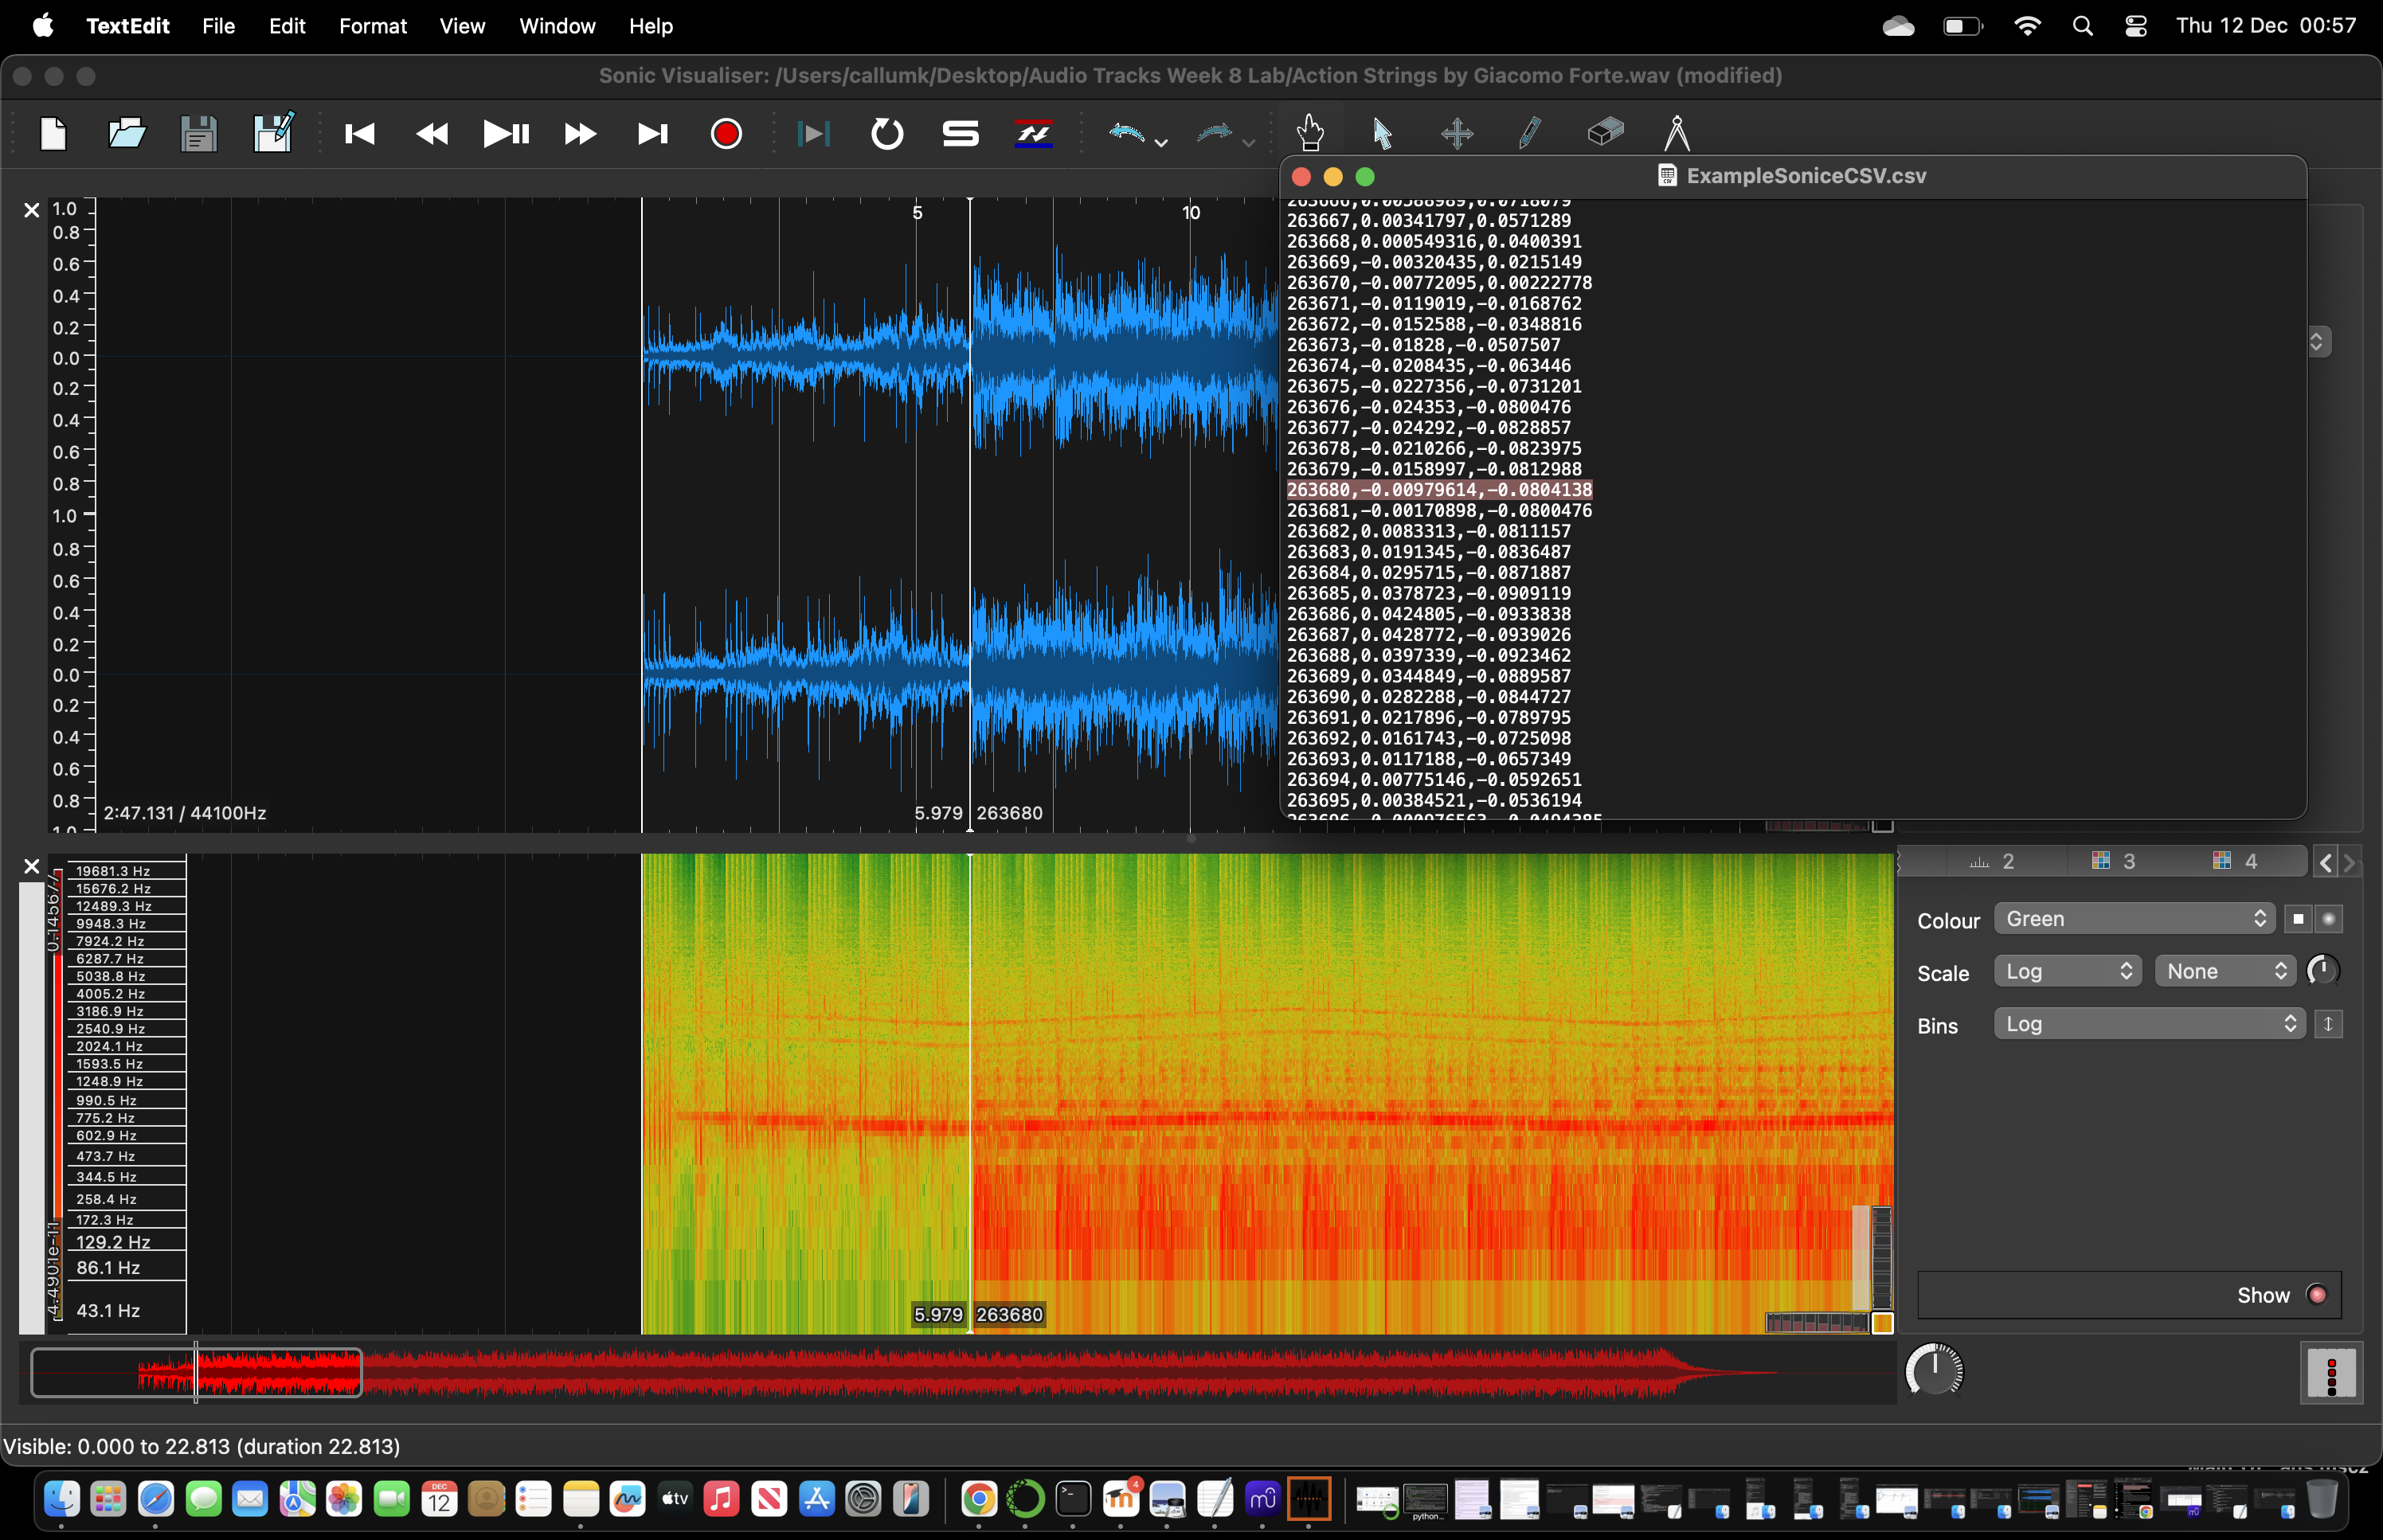 TextEdit File Edit Format View Window Help Thu 12 Dec 00:57
Sonic Visualiser: /Users/callumk/Desktop/Audio Tracks Week 8 Lab/Action Strings by Giacomo Forte.wav (modified)
ExampleSoniceCSV.csv
263666,0.00588989,0.0718079
263667,0.00341797,0.0571289
263668,0.000549316,0.0400391
263669,-0.00320435,0.0215149
263670,-0.00772095,0.00222778
263671,-0.0119019,-0.0168762
263672,-0.0152588,-0.0348816
263673,-0.01828,-0.0507507
263674,-0.0208435,-0.063446
263675,-0.0227356,-0.0731201
263676,-0.024353,-0.0800476
263677,-0.024292,-0.0828857
263678,-0.0210266,-0.0823975
263679,-0.0158997,-0.0812988
263680,-0.00979614,-0.0804138
263681,-0.00170898,-0.0800476
263682,0.0083313,-0.0811157
263683,0.0191345,-0.0836487
263684,0.0295715,-0.0871887
263685,0.0378723,-0.0909119
263686,0.0424805,-0.0933838
263687,0.0428772,-0.0939026
263688,0.0397339,-0.0923462
263689,0.0344849,-0.0889587
263690,0.0282288,-0.0844727
263691,0.0217896,-0.0789795
263692,0.0161743,-0.0725098
263693,0.0117188,-0.0657349
263694,0.00775146,-0.0592651
263695,0.00384521,-0.0536194
5 10
1.0
0.8
0.6
0.4
0.2
0.0
0.2
0.4
0.6
0.8
1.0
0.8
0.6
0.4
0.2
0.0
0.2
0.4
0.6
0.8
1.0
2:47.131 / 44100Hz 5.979 263680
19681.3 Hz
15676.2 Hz
12489.3 Hz
9948.3 Hz
7924.2 Hz
6287.7 Hz
5038.8 Hz
4005.2 Hz
3186.9 Hz
2540.9 Hz
2024.1 Hz
1593.5 Hz
1248.9 Hz
990.5 Hz
775.2 Hz
602.9 Hz
473.7 Hz
344.5 Hz
258.4 Hz
172.3 Hz
129.2 Hz
86.1 Hz
43.1 Hz
5.979 263680
2 3 4
Colour Green
Scale Log None
Bins Log
Show
Visible: 0.000 to 22.813 (duration 22.813)
DEC
12
tv
4
python...